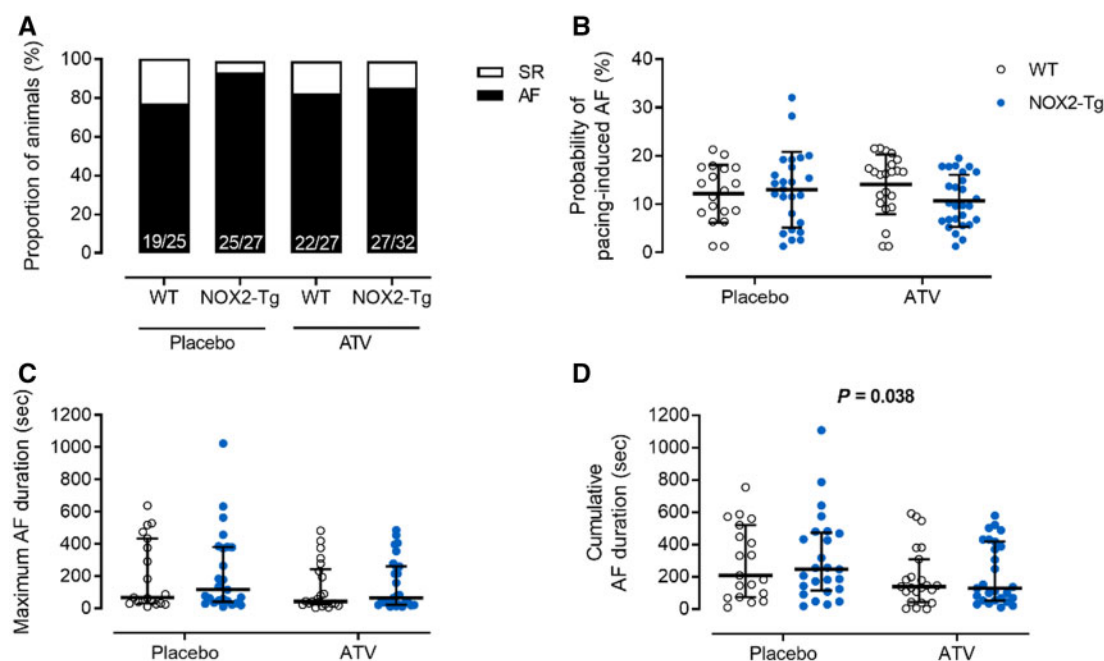 A
Proportion of animals (%)
100
80
60
40
20
0
19/25 25/27 22/27 27/32
WT NOX2-Tg WT NOX2-Tg
Placebo ATV
SR
AF
B
Probability of
pacing-induced AF (%)
40
30
20
10
0
Placebo ATV
WT
NOX2-Tg
C
Maximum AF duration (sec)
1200
1000
800
600
400
200
0
Placebo ATV
D
P = 0.038
Cumulative
AF duration (sec)
1200
1000
800
600
400
200
0
Placebo ATV